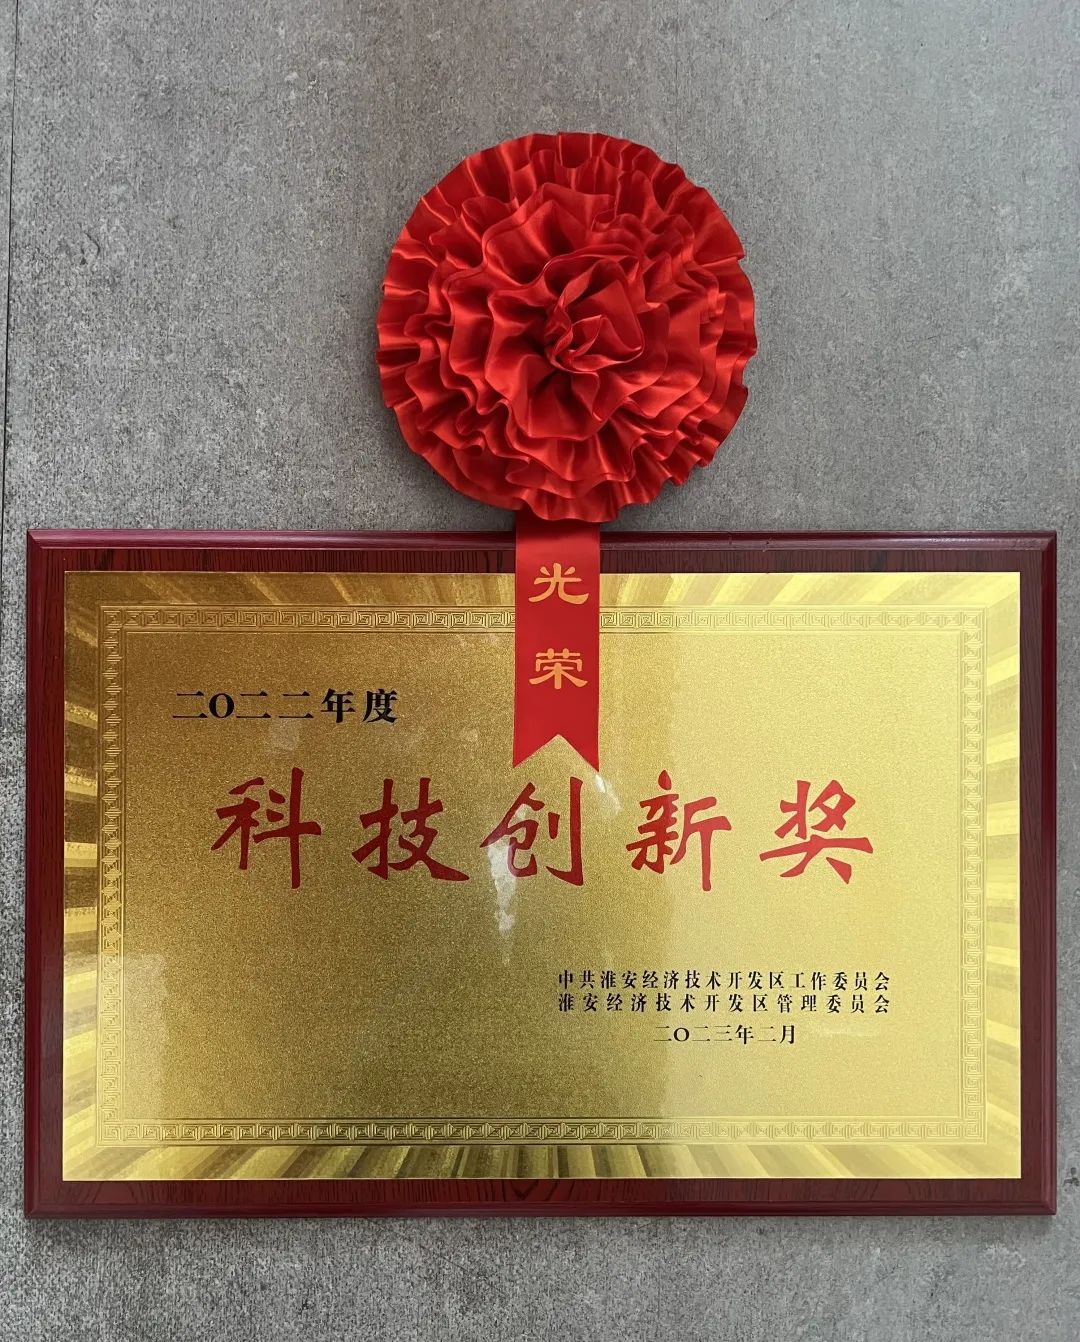 光
荣
二〇二二年度
科技创新奖
中共淮安经济技术开发区工作委员会
淮安经济技术开发区管理委员会
二〇二三年二月